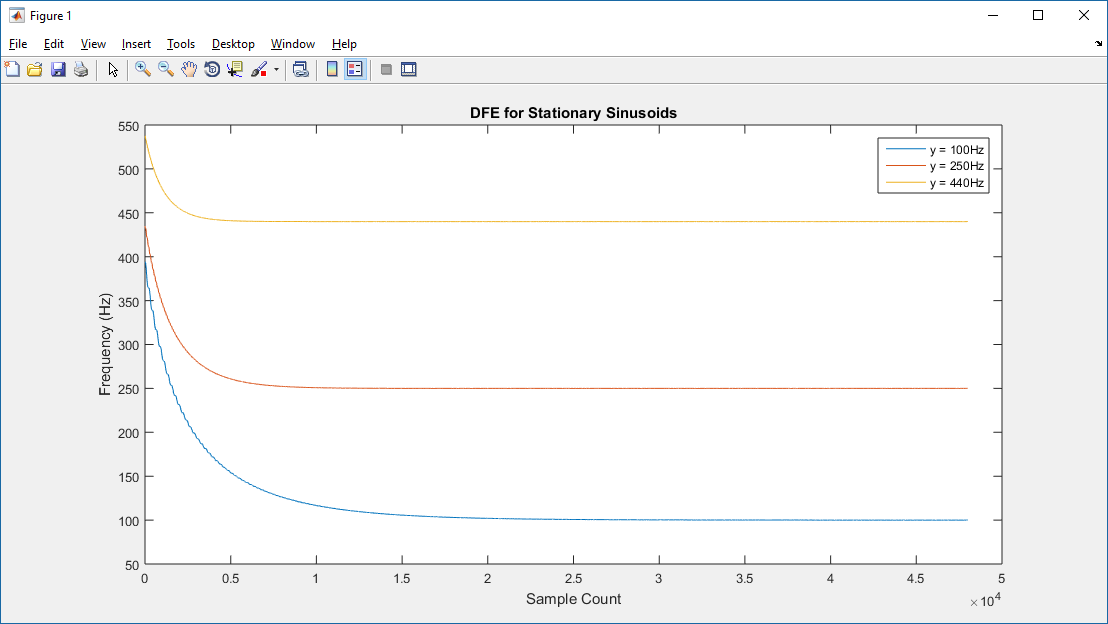 Figure 1
File Edit View Insert Tools Desktop Window Help
DFE for Stationary Sinusoids
y = 100Hz
y = 250Hz
y = 440Hz
550
500
450
400
350
300
250
200
150
100
50
Frequency (Hz)
0 0.5 1 1.5 2 2.5 3 3.5 4 4.5 5
Sample Count
×10⁴